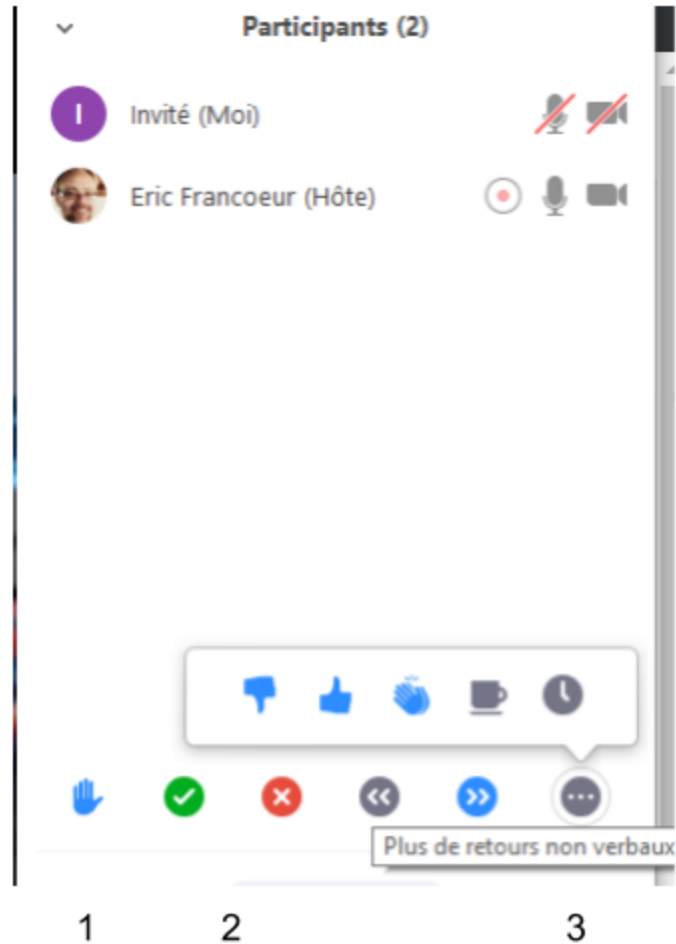 Participants (2)
I
Invité (Moi)
Eric Francoeur (Hôte)
Plus de retours non verbaux
1 2 3